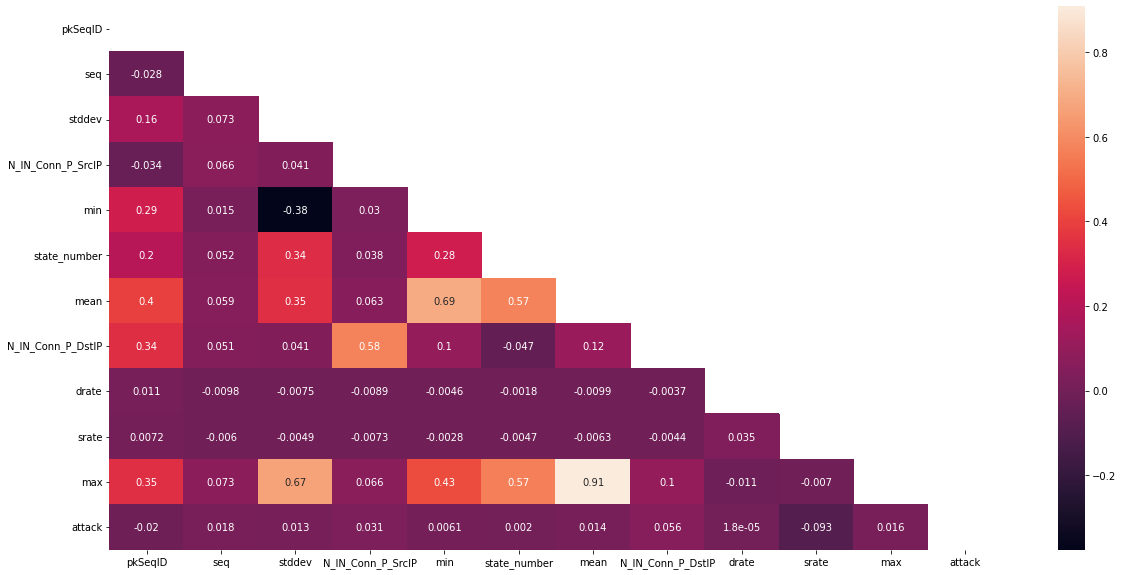 pkSeqID
seq -0.028
stddev 0.16 0.073
N_IN_Conn_P_SrcIP -0.034 0.066 0.041
min 0.29 0.015 -0.38 0.03
state_number 0.2 0.052 0.34 0.038 0.28
mean 0.4 0.059 0.35 0.063 0.69 0.57
N_IN_Conn_P_DstIP 0.34 0.051 0.041 0.58 0.1 -0.047 0.12
drate 0.011 -0.0098 -0.0075 -0.0089 -0.0046 -0.0018 -0.0099 -0.0037
srate 0.0072 -0.006 -0.0049 -0.0073 -0.0028 -0.0047 -0.0063 -0.0044 0.035
max 0.35 0.073 0.67 0.066 0.43 0.57 0.91 0.1 -0.011 -0.007
attack -0.02 0.018 0.013 0.031 0.0061 0.002 0.014 0.056 1.8e-05 -0.093 0.016
pkSeqID seq stddev N_IN_Conn_P_SrcIP min state_number mean N_IN_Conn_P_DstIP drate srate max attack
0.8
0.6
0.4
0.2
0.0
−0.2